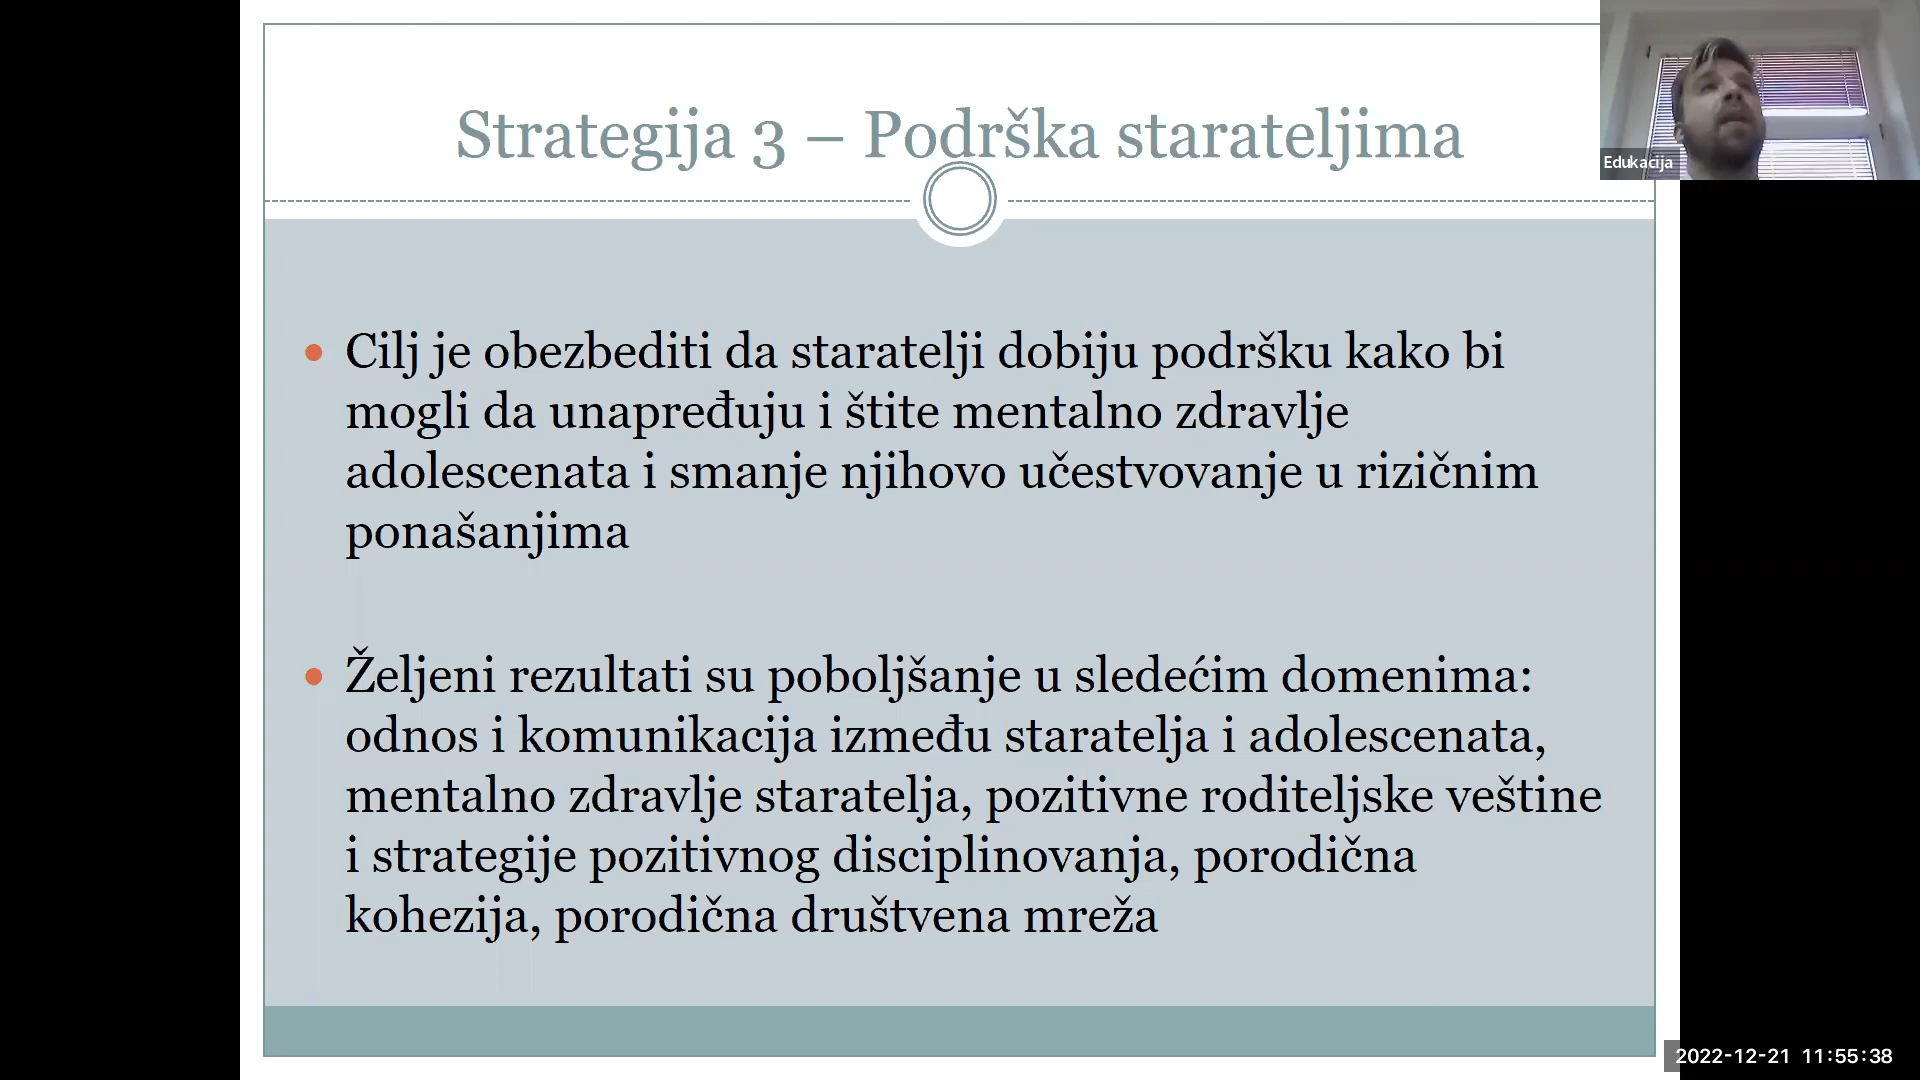 Strategija 3 – Podrška starateljima
Edukacija
Cilj je obezbediti da staratelji dobiju podršku kako bi
mogli da unapređuju i štite mentalno zdravlje
adolescenata i smanje njihovo učestvovanje u rizičnim
ponašanjima
Željeni rezultati su poboljšanje u sledećim domenima:
odnos i komunikacija između staratelja i adolescenata,
mentalno zdravlje staratelja, pozitivne roditeljske veštine
i strategije pozitivnog disciplinovanja, porodična
kohezija, porodična društvena mreža
2022-12-21 11:55:38